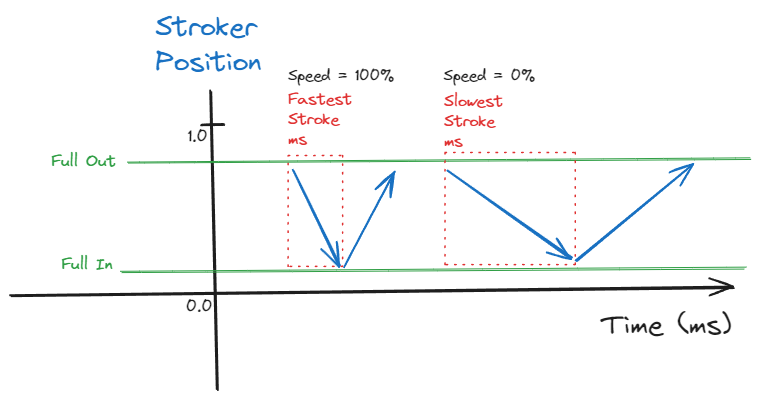 Stroker
Position
Speed = 100%
Fastest
Stroke
ms
Speed = 0%
Slowest
Stroke
ms
1.0
Full Out
Full In
0.0
Time (ms)